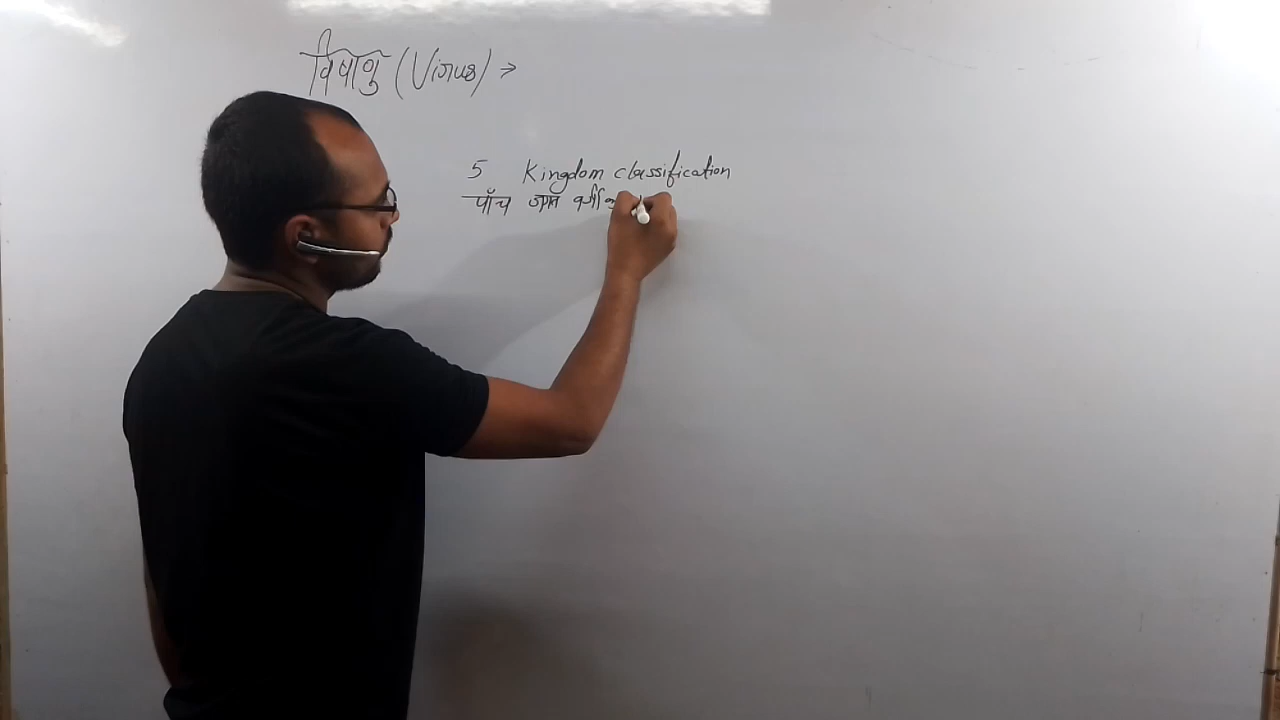 विषाणु (Virus) →
5 Kingdom classification
पाँच जगत